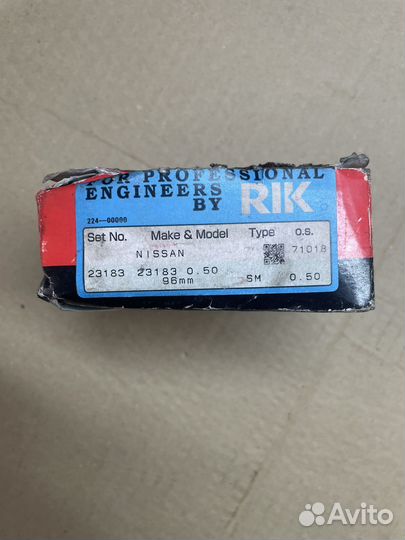 FOR PROFESSIONAL
ENGINEERS
BY RIK
224-00090
Set No. Make & Model Type o.s.
NISSAN 71018
23183 23183 0.50 SM 0.50
96mm
Avito